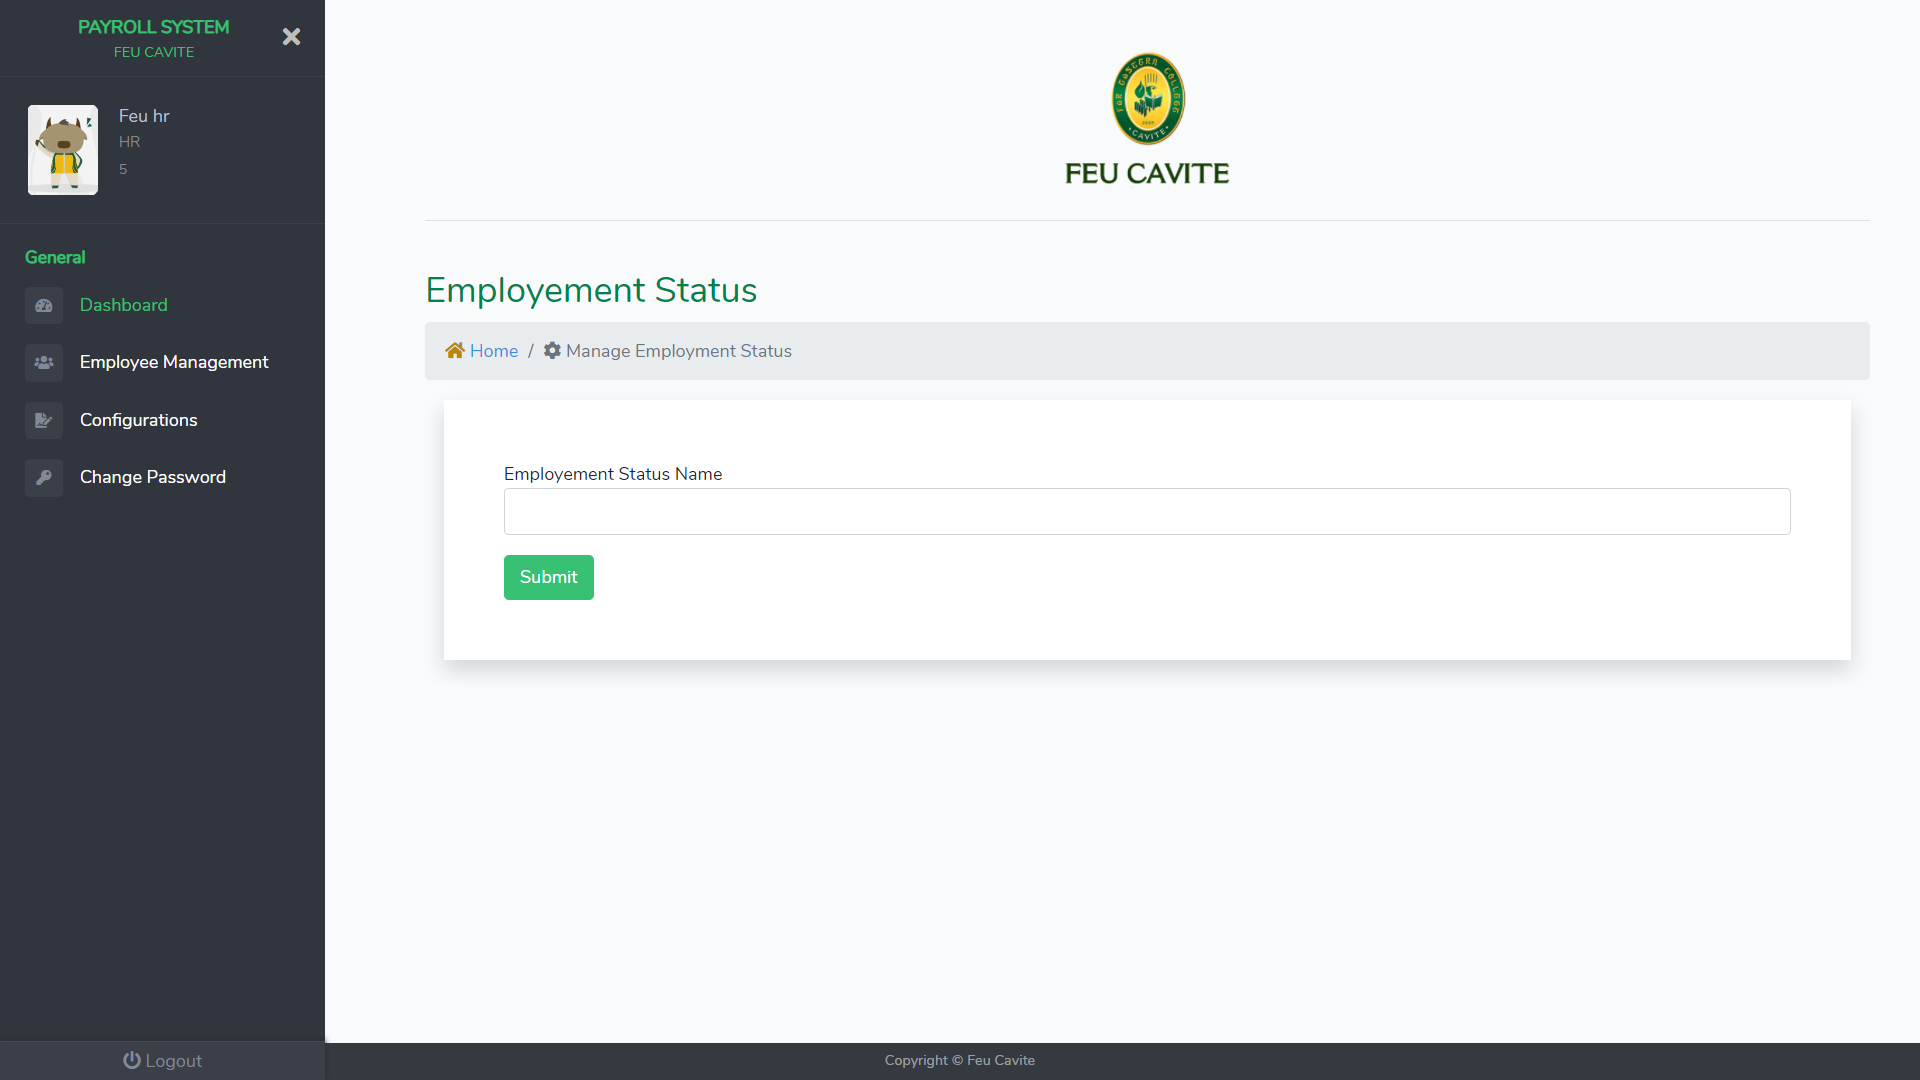 PAYROLL SYSTEM
FEU CAVITE
Feu hr
HR
5
General
Dashboard
Employee Management
Configurations
Change Password
Logout
CAVITE
FEU CAVITE
Employement Status
Home / Manage Employment Status
Employement Status Name
Submit
Copyright © Feu Cavite